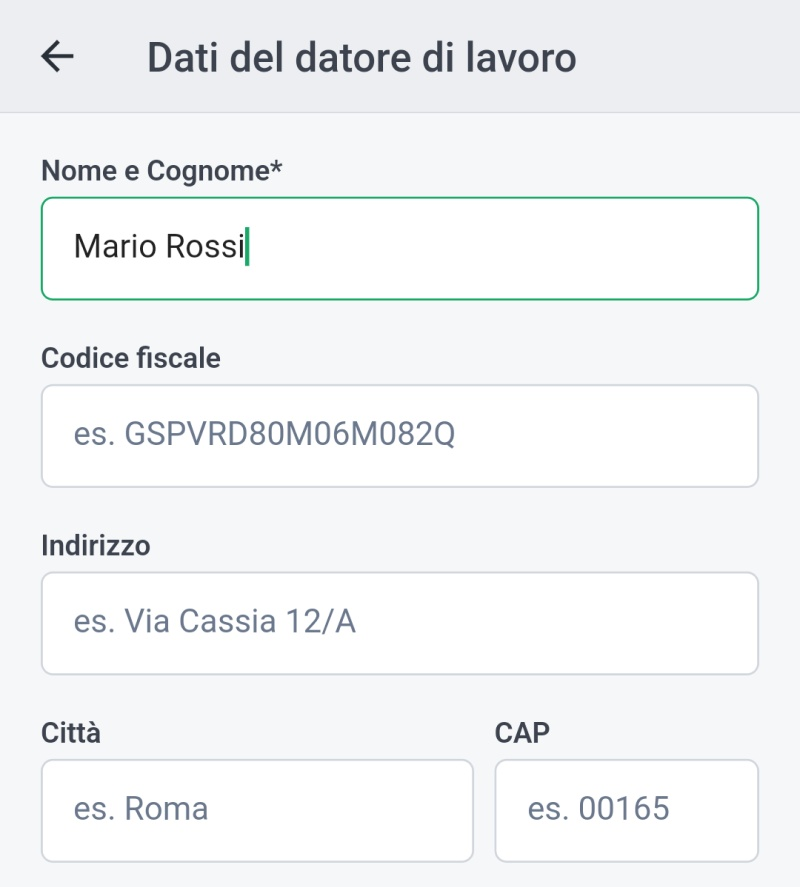 Dati del datore di lavoro
Nome e Cognome*
Mario Rossi
Codice fiscale
es. GSPVRD80M06M082Q
Indirizzo
es. Via Cassia 12/A
Città
es. Roma
CAP
es. 00165